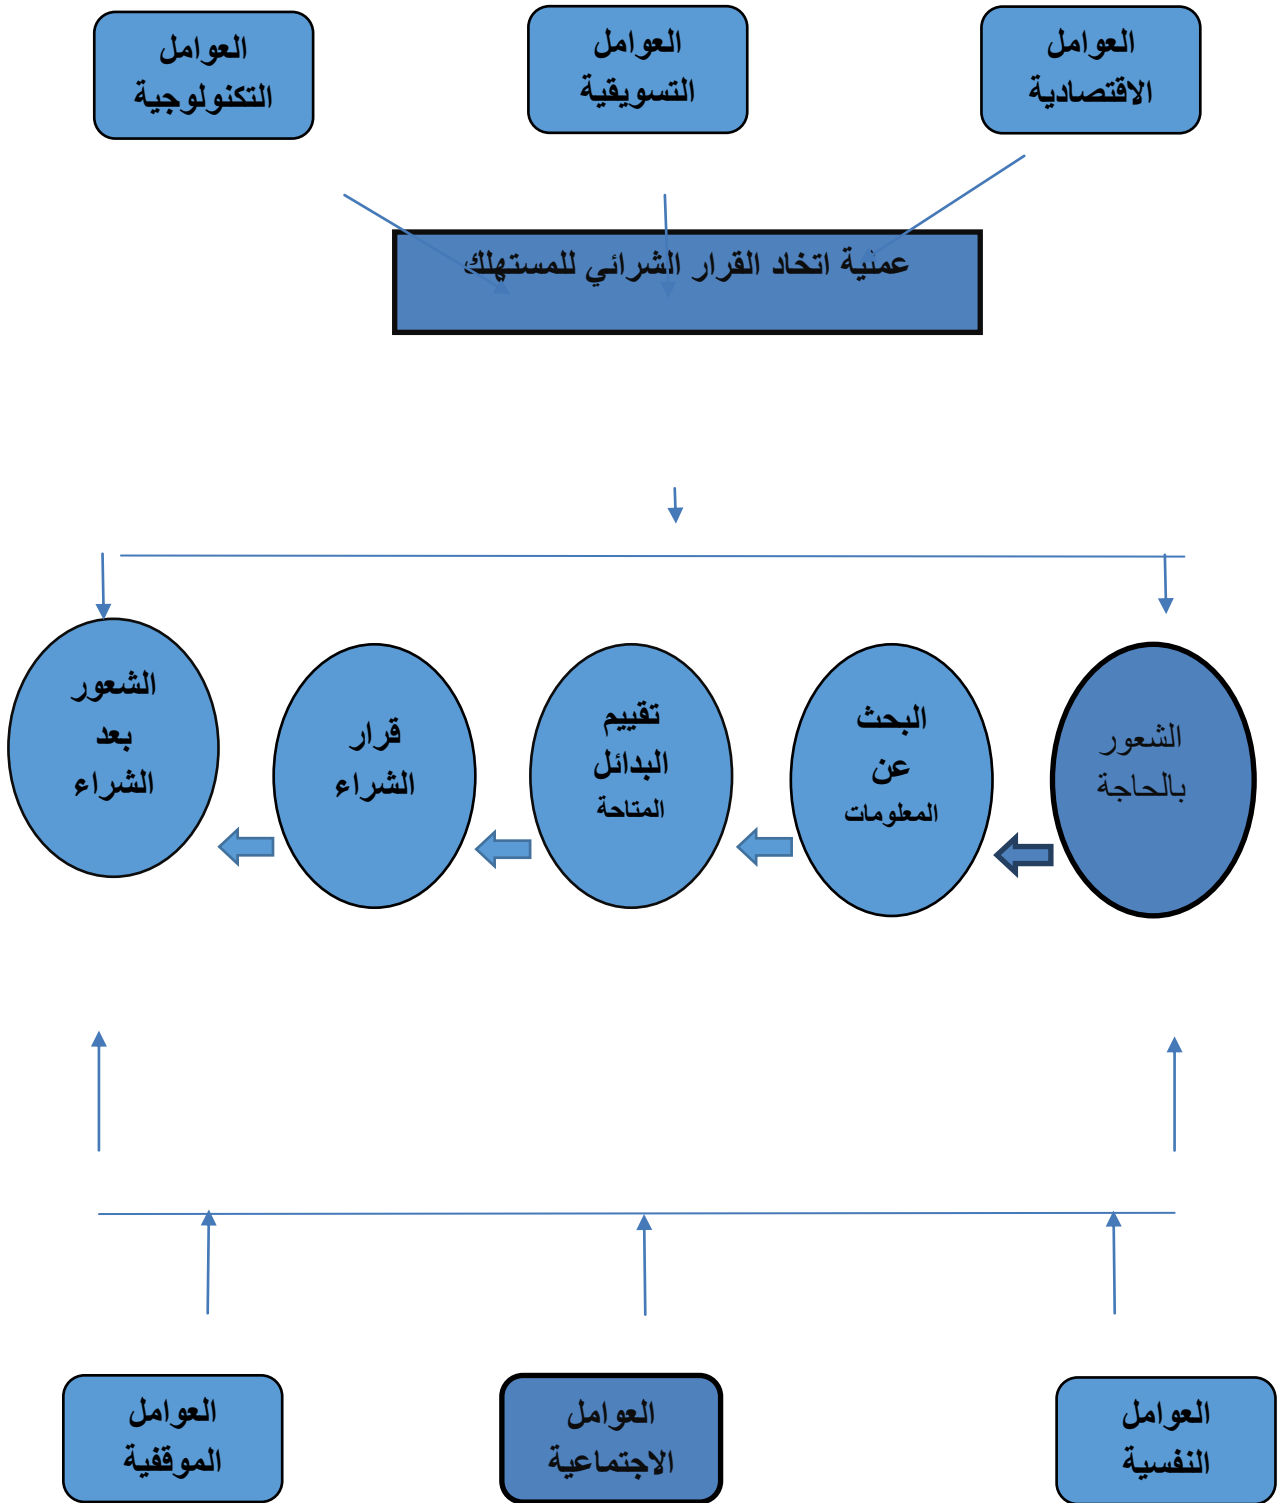 العوامل
الاقتصادية
العوامل
التسويقية
العوامل
التكنولوجية
عملية اتخاد القرار الشرائي للمستهلك
الشعور
بالحاجة
البحث
عن
المعلومات
تقييم
البدائل
المتاحة
قرار
الشراء
الشعور
بعد
الشراء
العوامل
النفسية
العوامل
الاجتماعية
العوامل
الموقفية